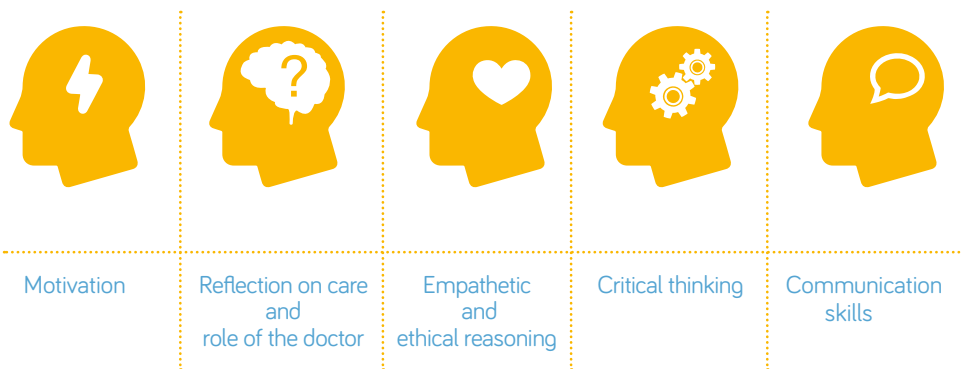 Motivation
Reflection on care
and
role of the doctor
Empathetic
and
ethical reasoning
Critical thinking
Communication
skills
?